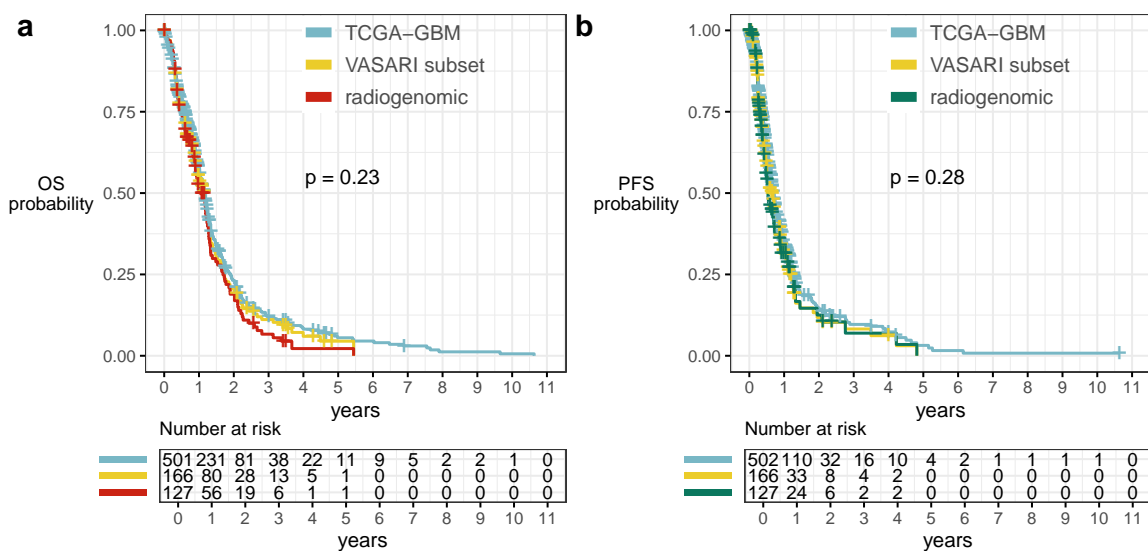 a
1.00
0.75
0.50
0.25
0.00
OS
probability
TCGA−GBM
VASARI subset
radiogenomic
p = 0.23
0 1 2 3 4 5 6 7 8 9 10 11
years
Number at risk
501 231 81 38 22 11 9 5 2 2 1 0
166 80 28 13 5 1 0 0 0 0 0 0
127 56 19 6 1 1 0 0 0 0 0 0
0 1 2 3 4 5 6 7 8 9 10 11
years
b
1.00
0.75
0.50
0.25
0.00
PFS
probability
TCGA−GBM
VASARI subset
radiogenomic
p = 0.28
0 1 2 3 4 5 6 7 8 9 10 11
years
Number at risk
502 110 32 16 10 4 2 1 1 1 1 0
166 33 8 4 2 0 0 0 0 0 0 0
127 24 6 2 2 0 0 0 0 0 0 0
0 1 2 3 4 5 6 7 8 9 10 11
years